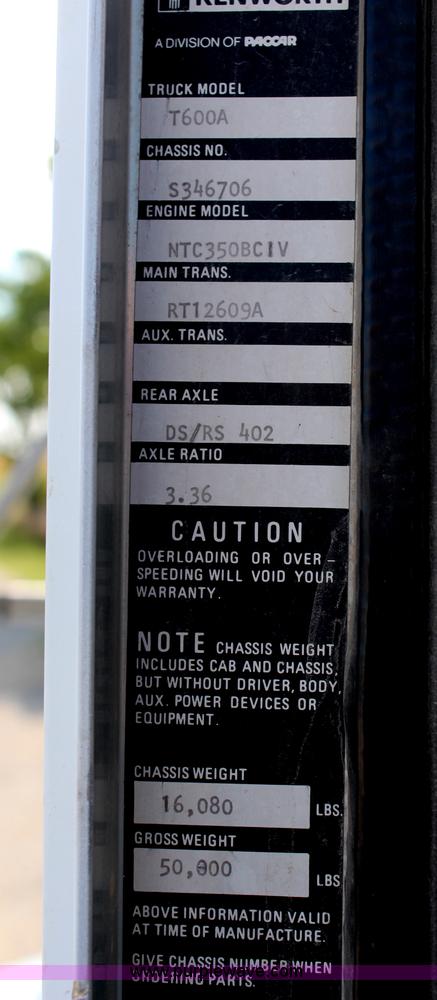 KENWORTH
A DIVISION OF PACCAR
TRUCK MODEL
T600A
CHASSIS NO.
S346706
ENGINE MODEL
NTC350BCIV
MAIN TRANS.
RT12609A
AUX. TRANS.
REAR AXLE
DS/RS 402
AXLE RATIO
3.36
CAUTION
OVERLOADING OR OVER-
SPEEDING WILL VOID YOUR
WARRANTY.
NOTE CHASSIS WEIGHT
INCLUDES CAB AND CHASSIS,
BUT WITHOUT DRIVER, BODY,
AUX. POWER DEVICES OR
EQUIPMENT.
CHASSIS WEIGHT
16,080 LBS.
GROSS WEIGHT
50,000 LBS
ABOVE INFORMATION VALID
AT TIME OF MANUFACTURE.
GIVE CHASSIS NUMBER WHEN
www.purplewave.com
ORDERING PARTS.